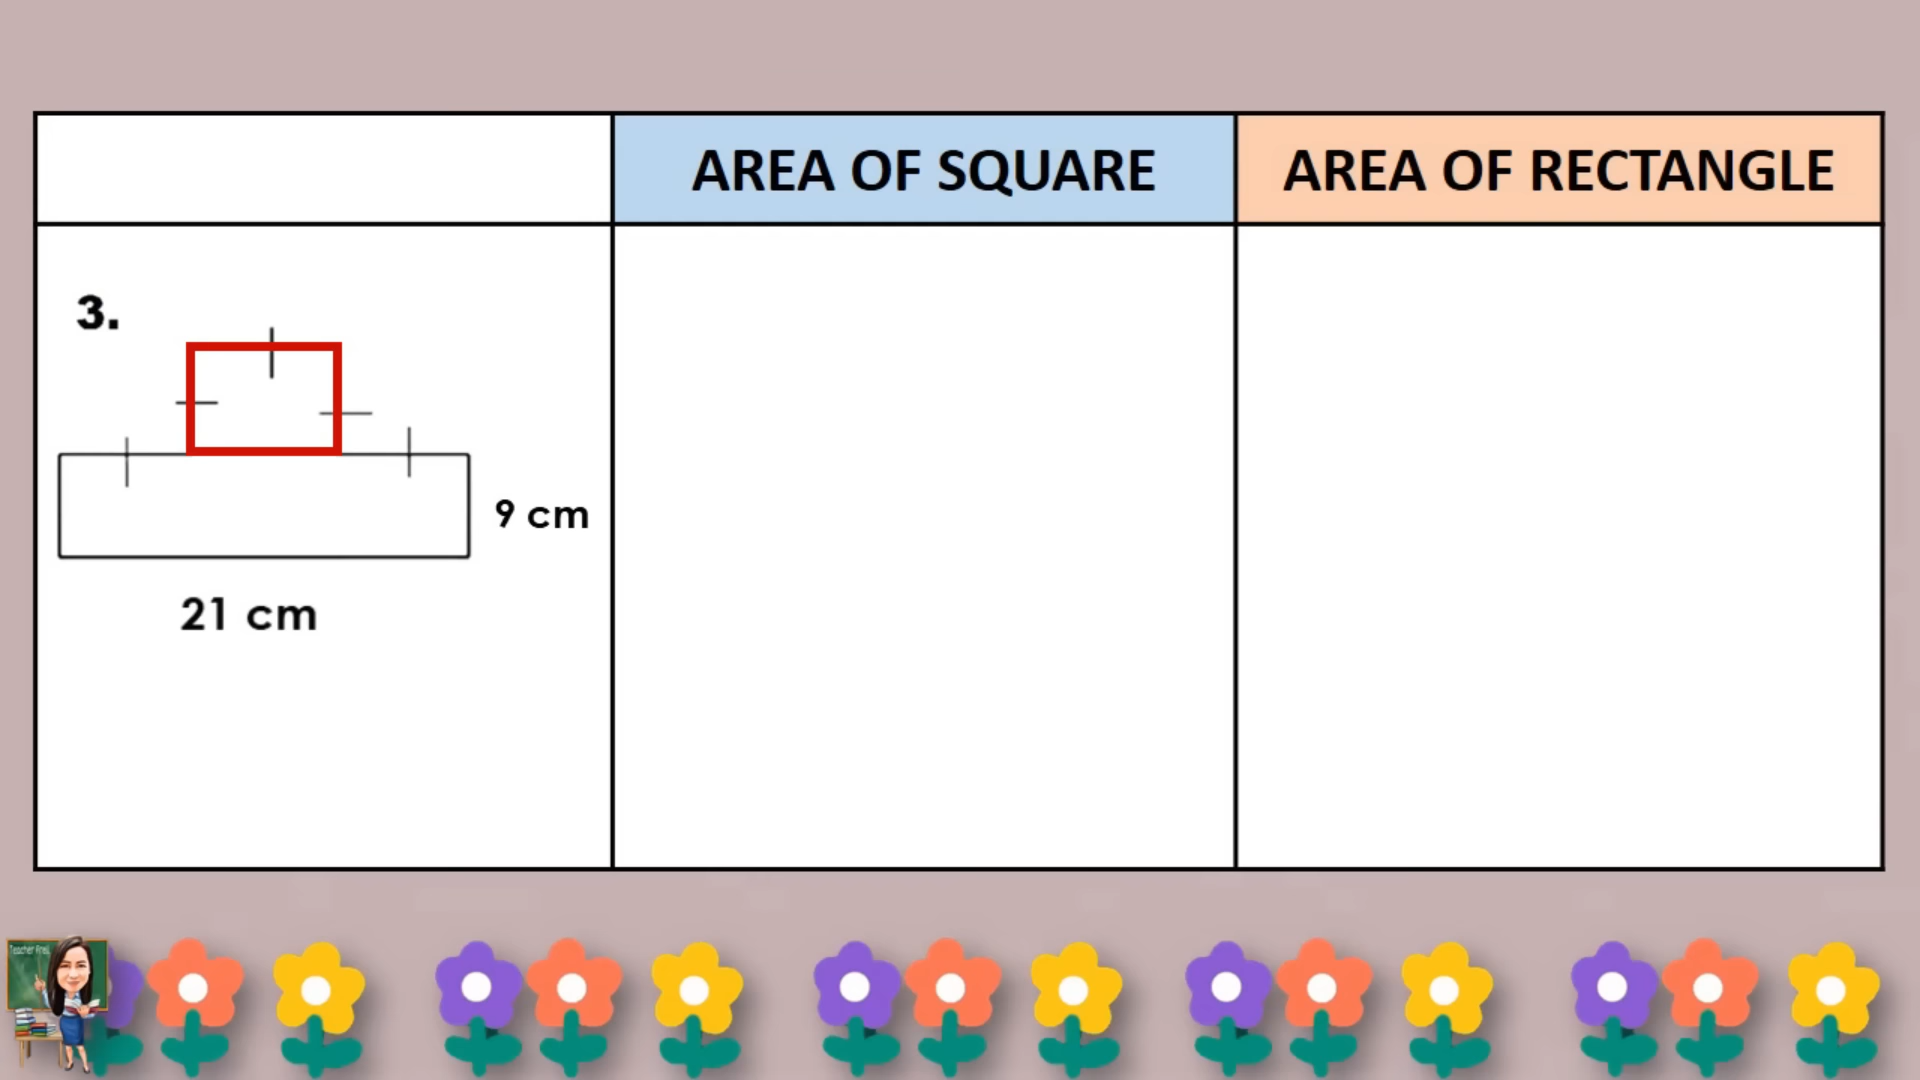 AREA OF SQUARE
AREA OF RECTANGLE
3.
9 cm
21 cm